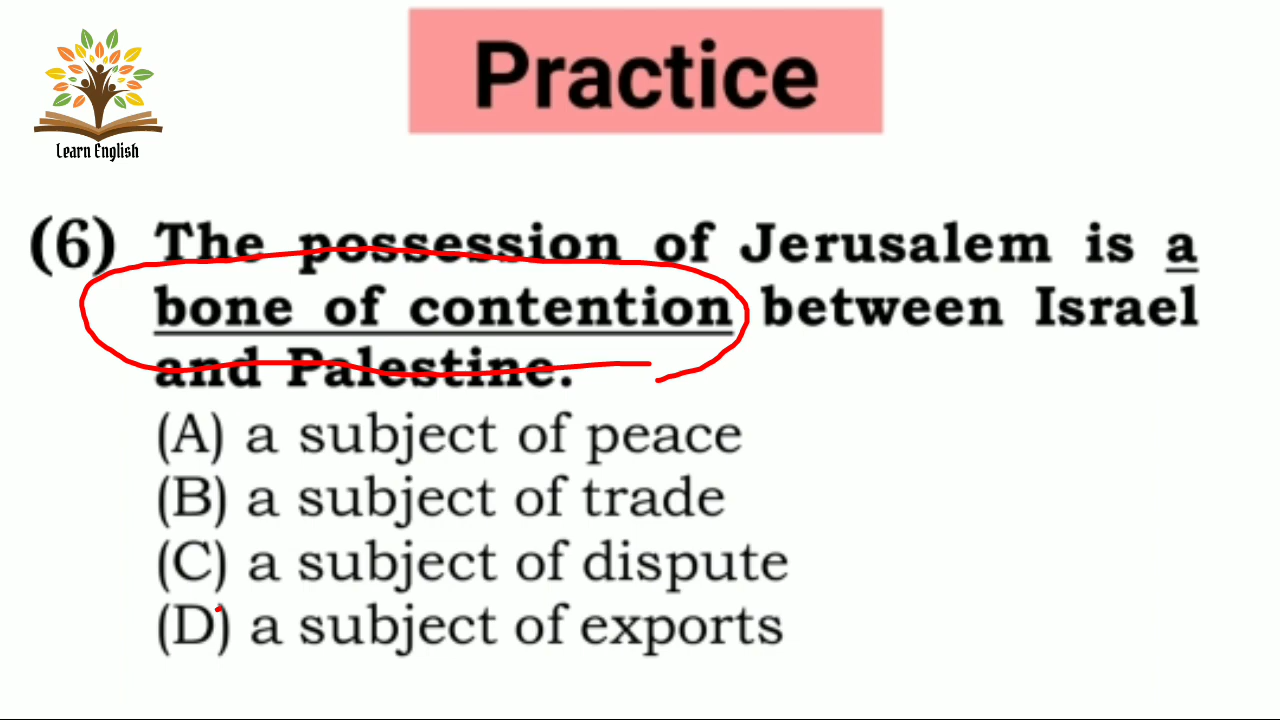 Practice
Learn English
(6) The possession of Jerusalem is a
bone of contention between Israel
and Palestine.
(A) a subject of peace
(B) a subject of trade
(C) a subject of dispute
(D) a subject of exports